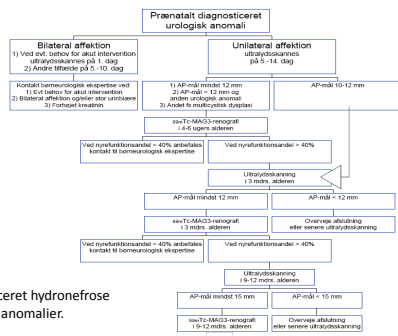 Prænatalt diagnosticeret
urologisk anomali
Bilateral affektion
1) Ved evt. behov for akut intervention
ultralydsskannes på 1. dag
2) Andre tilfælde på 5.-10. dag
Unilateral affektion
ultralydsskannes
på 5.-14. dag
Kontakt børneurologisk ekspertise ved:
1) Evt behov for akut intervention
2) Bilateral affektion og/eller stor urinblære
3) Forhøjet kreatinin
1) AP-mål mindst 12 mm
2) AP-mål < 12 mm og
anden urologisk anomali
3) Andet fx multicystisk dysplasi
AP-mål 10-12 mm
99mTc-MAG3-renografi
i 4-6 ugers alderen
Ved nyrefunktionsandel < 40% anbefales
kontakt til børneurologisk ekspertise
Ved nyrefunktionsandel > 40%
Ultralydsskanning
i 3 mdrs. alderen
AP-mål mindst 12 mm
AP-mål < 12 mm
99mTc-MAG3-renografi
i 3 mdrs. alderen
Overveje afslutning
eller senere ultralydsskanning
Ved nyrefunktionsandel < 40% anbefales
kontakt til børneurologisk ekspertise
Ved nyrefunktionsandel > 40%
Ultralydsskanning
i 9-12 mdrs. alderen
iceret hydronefrose
anomalier.
AP-mål mindst 15 mm
AP-mål < 15 mm
99mTc-MAG3-renografi
i 9-12 mdrs. alderen
Overveje afslutning
eller senere ultralydsskanning